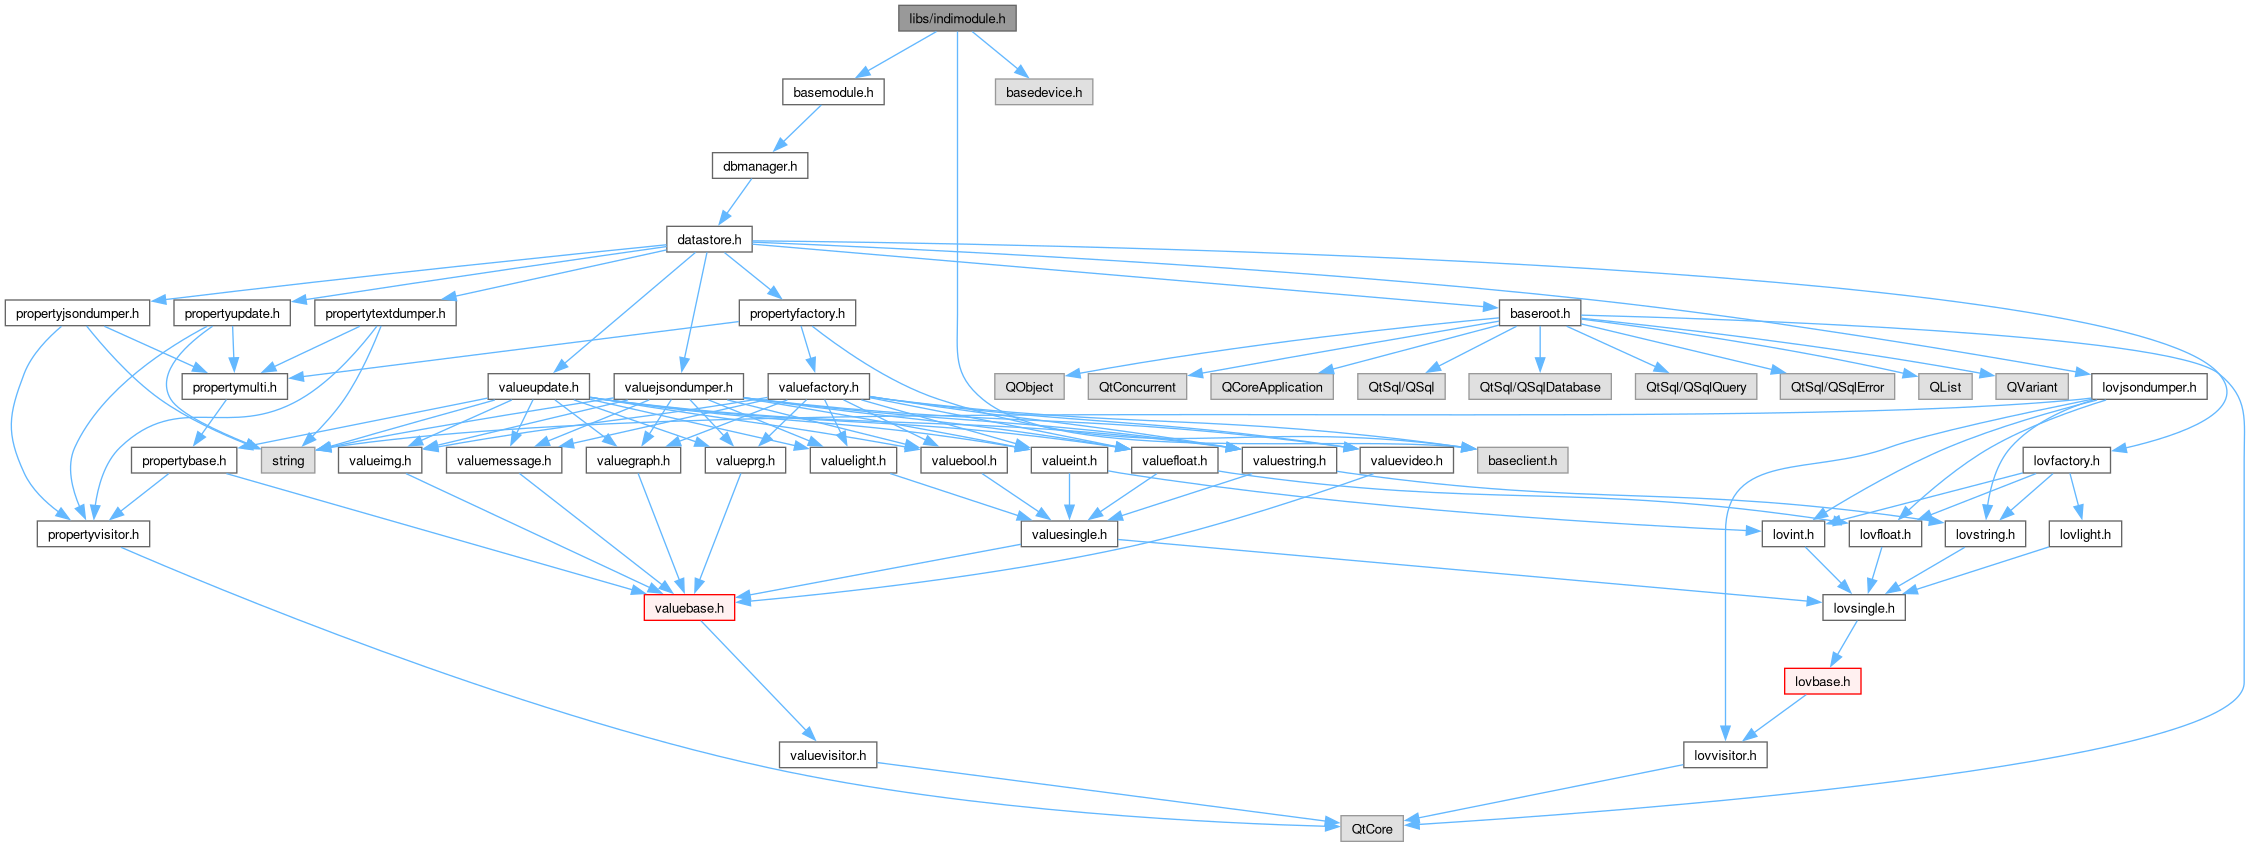 libs/indimodule.h
basemodule.h
basedevice.h
dbmanager.h
datastore.h
propertyjsondumper.h
propertyupdate.h
propertytextdumper.h
propertyfactory.h
baseroot.h
propertymulti.h
valueupdate.h
valuejsondumper.h
valuefactory.h
QObject
QtConcurrent
QCoreApplication
QtSql/QSql
QtSql/QSqlDatabase
QtSql/QSqlQuery
QtSql/QSqlError
QList
QVariant
lovjsondumper.h
propertybase.h
string
valueimg.h
valuemessage.h
valuegraph.h
valueprg.h
valuelight.h
valuebool.h
valueint.h
valuefloat.h
valuestring.h
valuevideo.h
baseclient.h
lovfactory.h
propertyvisitor.h
valuesingle.h
lovint.h
lovfloat.h
lovstring.h
lovlight.h
valuebase.h
lovsingle.h
lovbase.h
valuevisitor.h
lovvisitor.h
QtCore